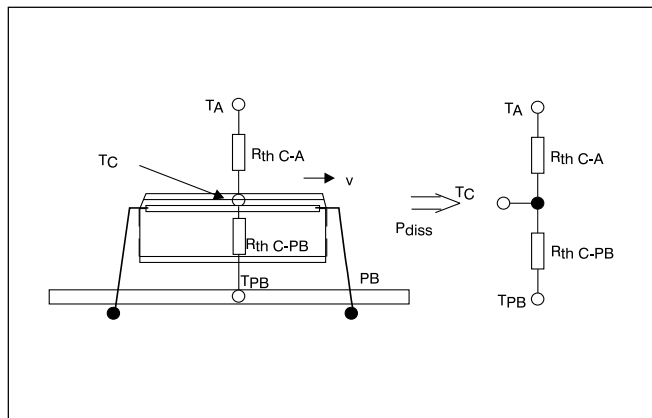 TA
Rth C-A
TC
v
Rth C-PB
TPB
PB
Pdiss
TA
Rth C-A
TC
Rth C-PB
TPB